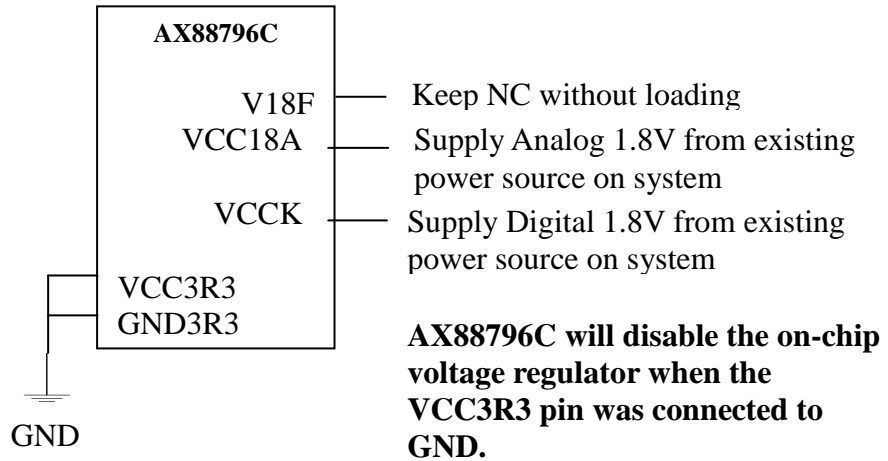 AX88796C
V18F
Keep NC without loading
VCC18A
Supply Analog 1.8V from existing
power source on system
VCCK
Supply Digital 1.8V from existing
power source on system
VCC3R3
GND3R3
GND
AX88796C will disable the on-chip
voltage regulator when the
VCC3R3 pin was connected to
GND.